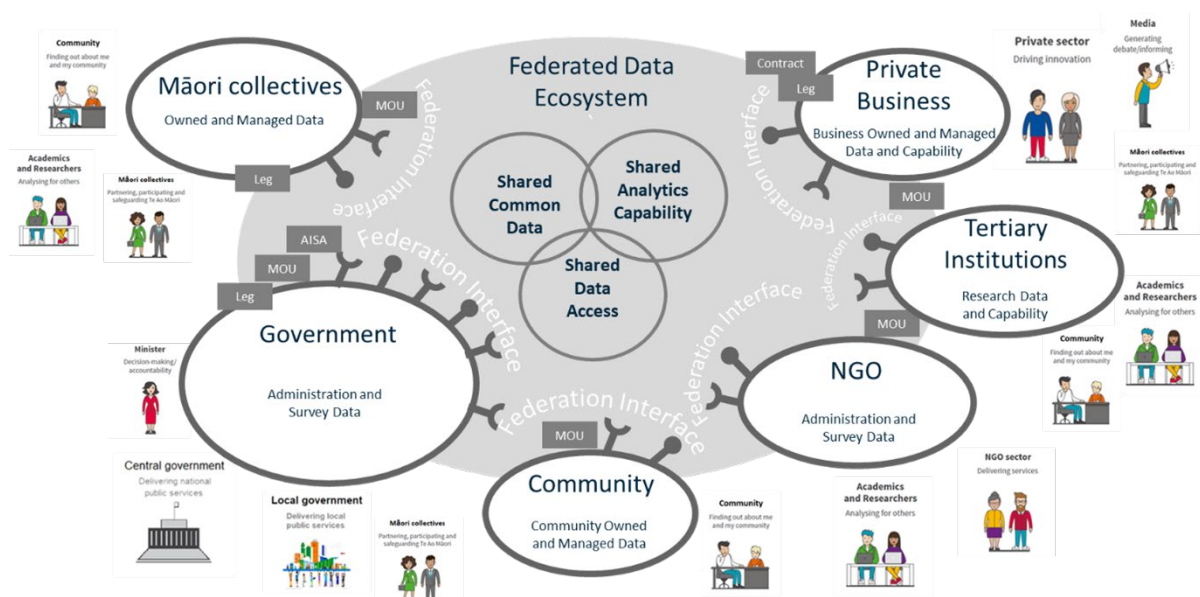 Community
Finding out about me
and my community
Academics
and Researchers
Analysing for others
Māori collectives
Partnering, participating and
safeguarding Te Ao Māori
Māori collectives
Owned and Managed Data
MOU
Leg
Federation Interface
Federated Data
Ecosystem
Shared
Common
Data
Shared
Analytics
Capability
Shared
Data
Access
Contract
Leg
Private
Business
Business Owned and Managed
Data and Capability
Federation Interface
Private sector
Driving innovation
Media
Generating
debate/informing
Māori collectives
Partnering, participating and
safeguarding Te Ao Māori
MOU
Tertiary
Institutions
Research Data
and Capability
Federation Interface
Academics
and Researchers
Analysing for others
Community
Finding out about me
and my community
AISA
MOU
Leg
Government
Administration and
Survey Data
Federation Interface
Minister
Decision-making/
accountability
Central government
Delivering national
public services
Local government
Delivering local
public services
Māori collectives
Partnering, participating and
safeguarding Te Ao Māori
MOU
NGO
Administration and
Survey Data
Federation Interface
NGO sector
Delivering services
Academics
and Researchers
Analysing for others
Federation Interface
MOU
Community
Community Owned
and Managed Data
Community
Finding out about me
and my community